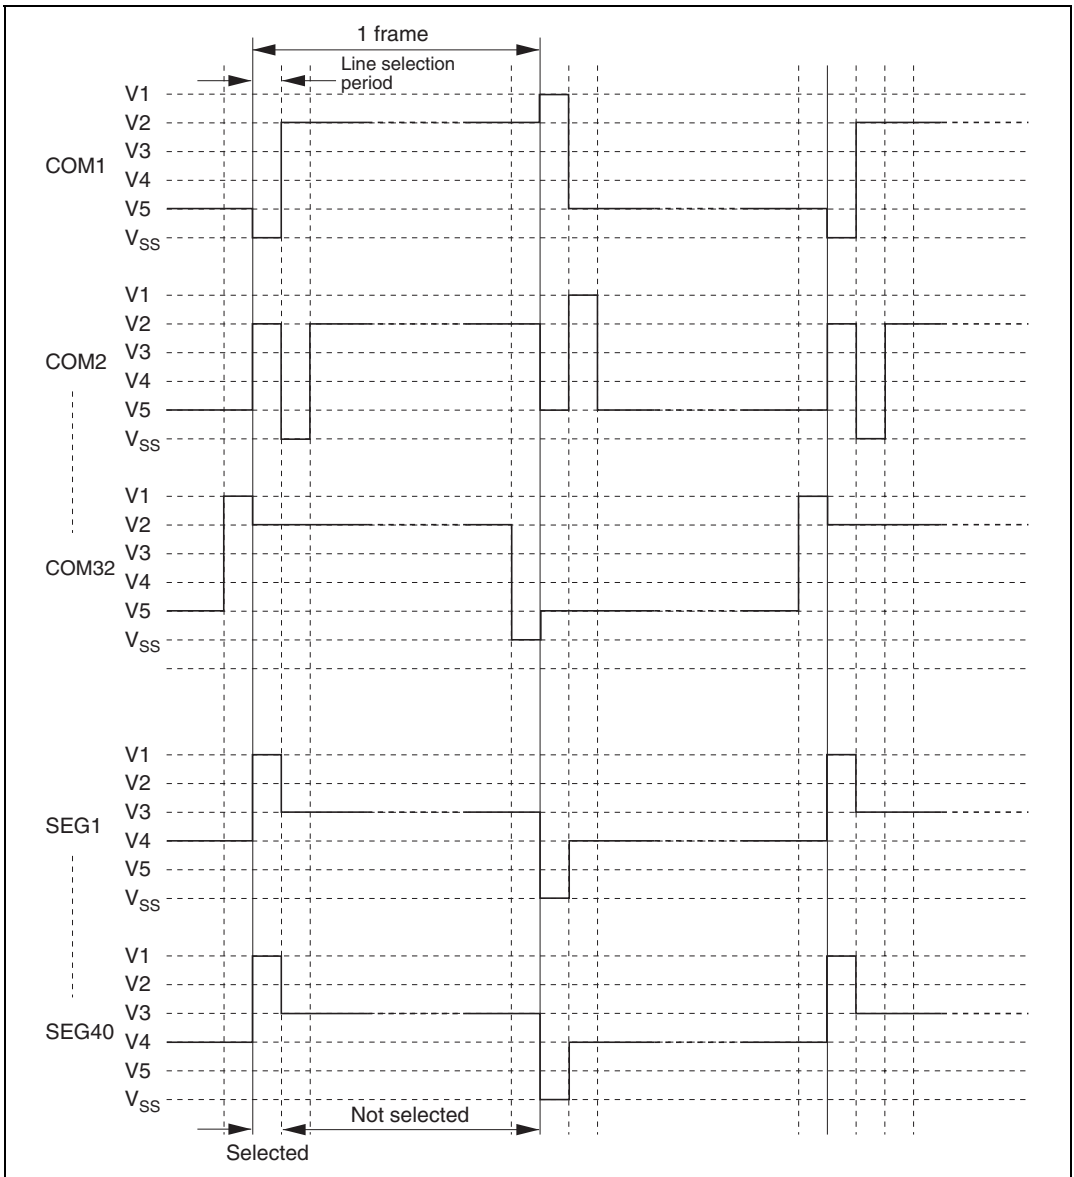 1 frame
Line selection
period
V1
V2
V3
COM1
V4
V5
VSS
V1
V2
COM2
V3
V4
V5
VSS
V1
V2
V3
COM32
V4
V5
VSS
V1
V2
V3
SEG1
V4
V5
VSS
V1
V2
V3
SEG40
V4
V5
VSS
Not selected
Selected